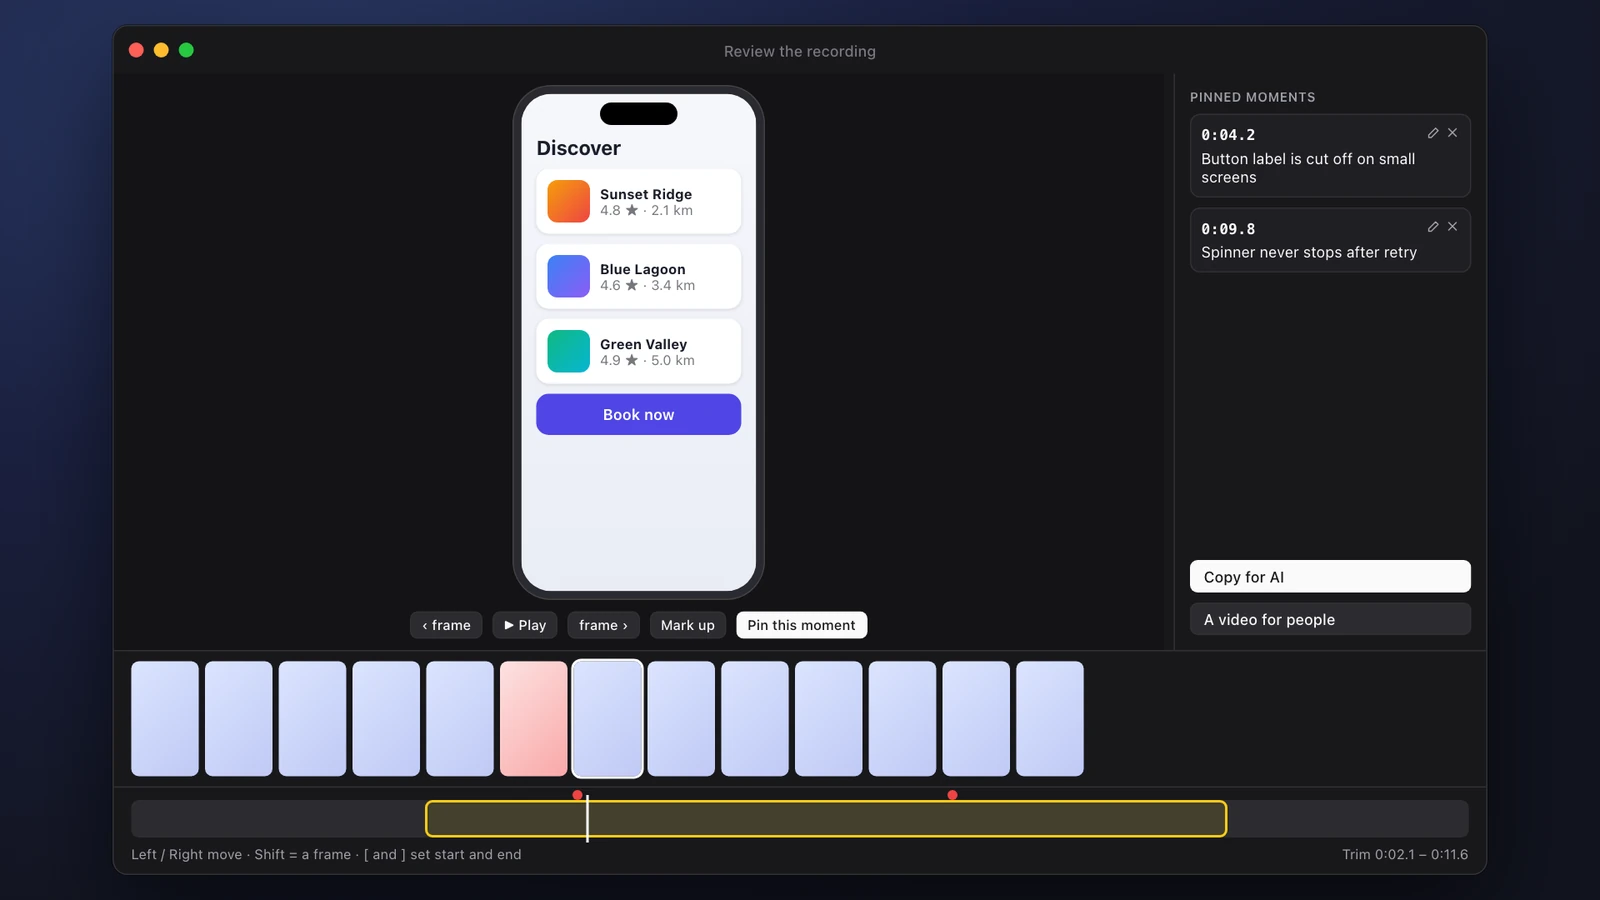 Review the recording
Discover
Sunset Ridge
4.8 ★ · 2.1 km
Blue Lagoon
4.6 ★ · 3.4 km
Green Valley
4.9 ★ · 5.0 km
Book now
‹ frame
▶ Play
frame ›
Mark up
Pin this moment
PINNED MOMENTS
0:04.2
Button label is cut off on small
screens
0:09.8
Spinner never stops after retry
Copy for AI
A video for people
Left / Right move · Shift = a frame · [ and ] set start and end
Trim 0:02.1 – 0:11.6